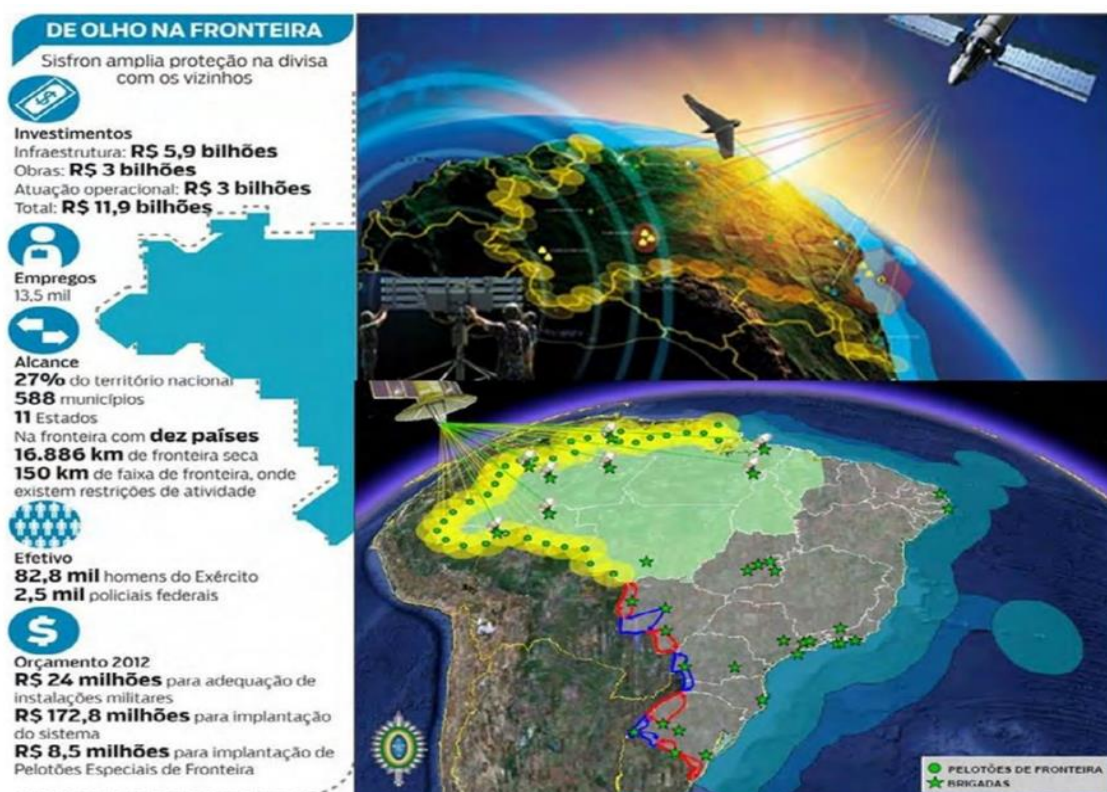 DE OLHO NA FRONTEIRA
Sisfron amplia proteção na divisa
com os vizinhos
Investimentos
Infraestrutura: R$ 5,9 bilhões
Obras: R$ 3 bilhões
Atuação operacional: R$ 3 bilhões
Total: R$ 11,9 bilhões
Empregos
13,5 mil
Alcance
27% do território nacional
588 municípios
11 Estados
Na fronteira com dez países
16.886 km de fronteira seca
150 km de faixa de fronteira, onde
existem restrições de atividade
Efetivo
82,8 mil homens do Exército
2,5 mil policiais federais
$
Orçamento 2012
R$ 24 milhões para adequação de
instalações militares
R$ 172,8 milhões para implantação
do sistema
R$ 8,5 milhões para implantação de
Pelotões Especiais de Fronteira
PELOTÕES DE FRONTEIRA
BRIGADAS